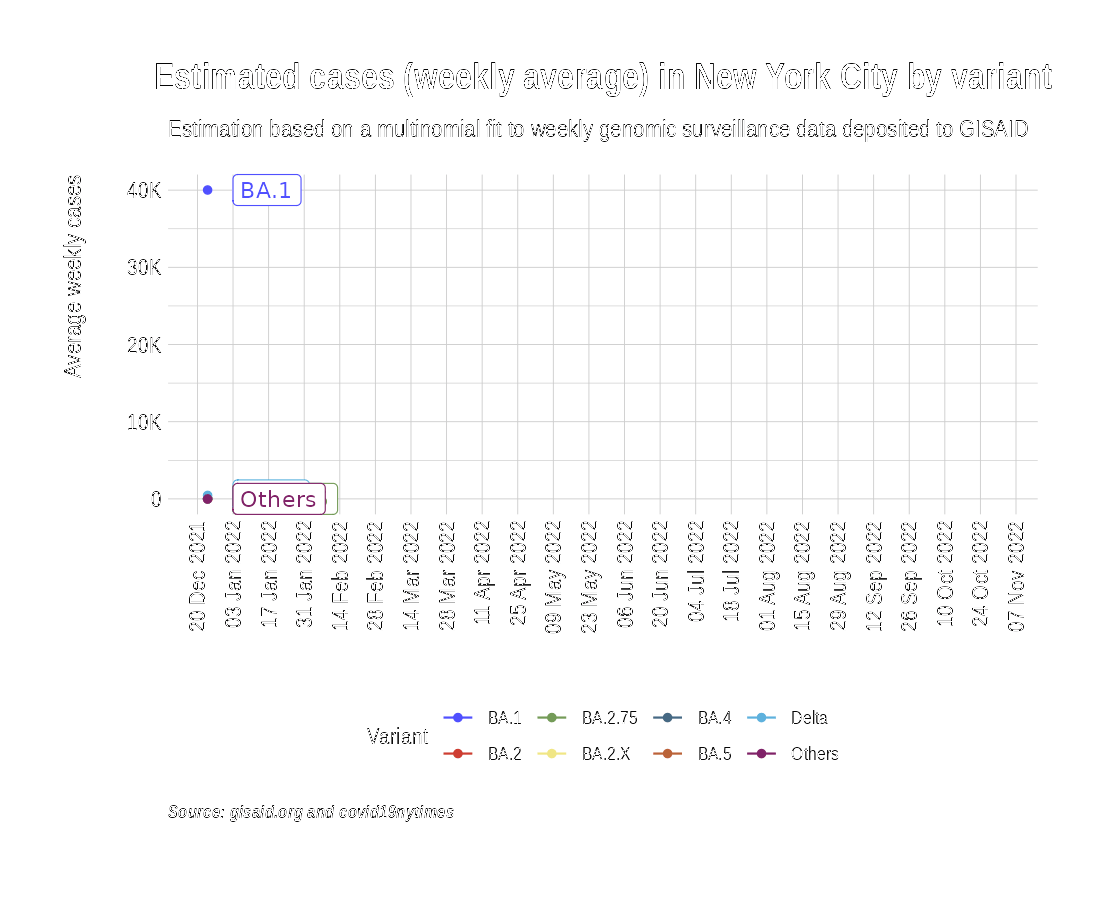 Estimated cases (weekly average) in New York City by variant
Estimation based on a multinomial fit to weekly genomic surveillance data deposited to GISAID
Average weekly cases
40K
30K
20K
10K
0
BA.1
Others
20 Dec 2021
03 Jan 2022
17 Jan 2022
31 Jan 2022
14 Feb 2022
28 Feb 2022
14 Mar 2022
28 Mar 2022
11 Apr 2022
25 Apr 2022
09 May 2022
23 May 2022
06 Jun 2022
20 Jun 2022
04 Jul 2022
18 Jul 2022
01 Aug 2022
15 Aug 2022
29 Aug 2022
12 Sep 2022
26 Sep 2022
10 Oct 2022
24 Oct 2022
07 Nov 2022
Variant
BA.1 BA.2.75 BA.4 Delta
BA.2 BA.2.X BA.5 Others
Source: gisaid.org and covid19nytimes